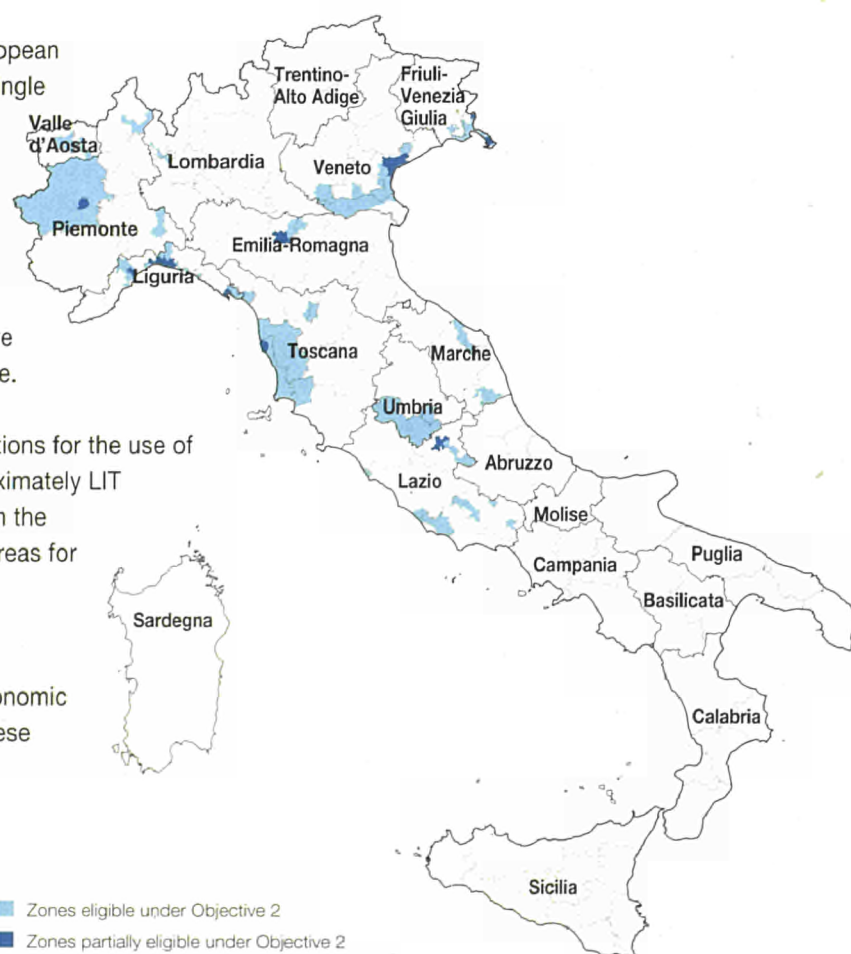 opean
ingle
e
e.
tions for the use of
ximately LIT
n the
reas for
onomic
ese
Trentino-
Alto Adige
Friuli-
Venezia
Giulia
Valle
d'Aosta
Lombardia
Veneto
Piemonte
Emilia-Romagna
Liguria
Toscana
Marche
Umbria
Abruzzo
Lazio
Molise
Campania
Puglia
Basilicata
Sardegna
Calabria
Sicilia
Zones eligible under Objective 2
Zones partially eligible under Objective 2